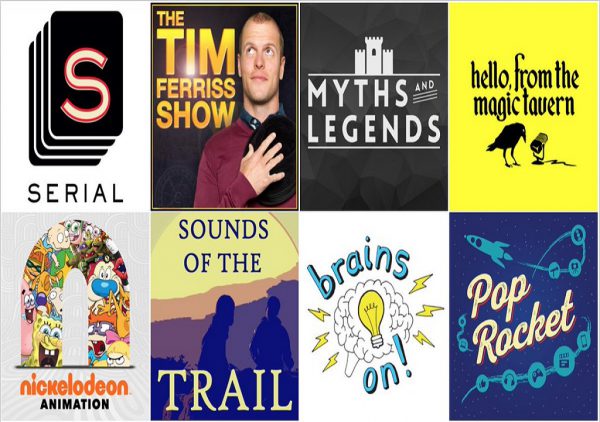 S
SERIAL
THE
TIM
FERRISS
SHOW
MYTHS AND
LEGENDS
hello, from the
magic tavern
nickelodeon
ANIMATION
SOUNDS
OF THE
TRAIL
brains
on!
Pop
Rocket